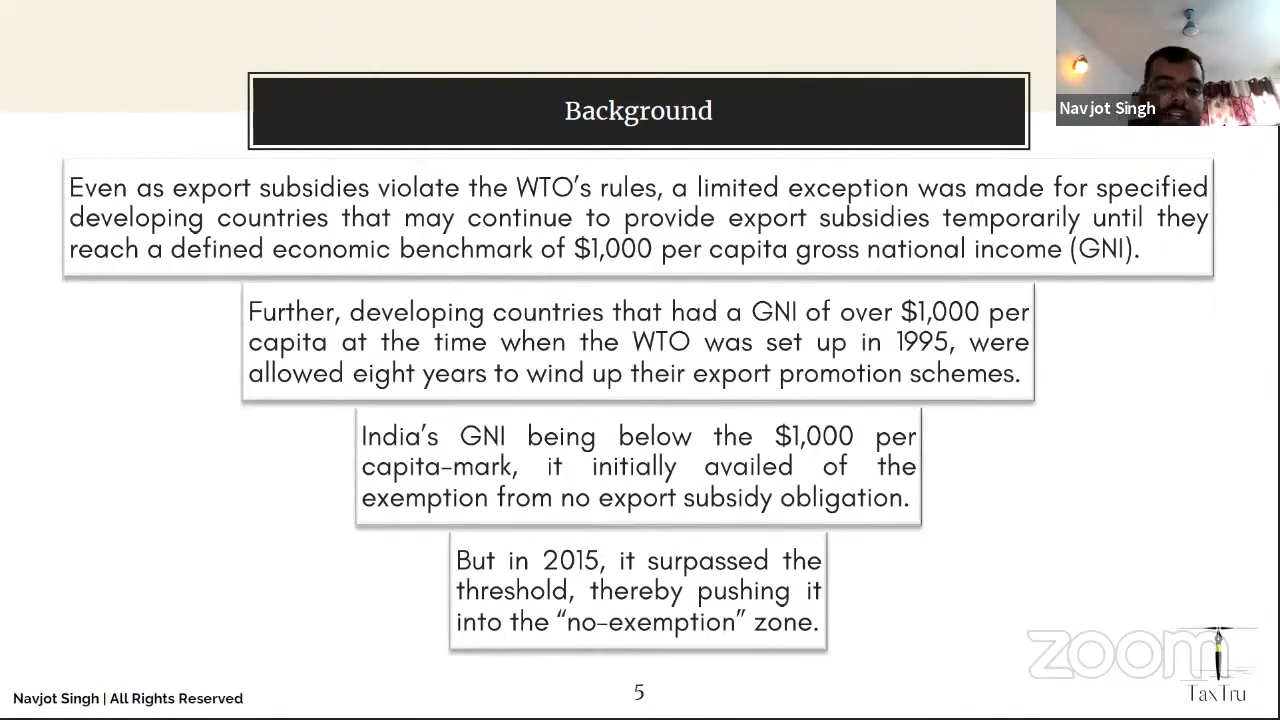 Background
Navjot Singh
Even as export subsidies violate the WTO's rules, a limited exception was made for specified
developing countries that may continue to provide export subsidies temporarily until they
reach a defined economic benchmark of $1,000 per capita gross national income (GNI).
Further, developing countries that had a GNI of over $1,000 per
capita at the time when the WTO was set up in 1995, were
allowed eight years to wind up their export promotion schemes.
India's GNI being below the $1,000 per
capita-mark, it initially availed of the
exemption from no export subsidy obligation.
But in 2015, it surpassed the
threshold, thereby pushing it
into the "no-exemption" zone.
zoom
TaxTru
Navjot Singh | All Rights Reserved
5